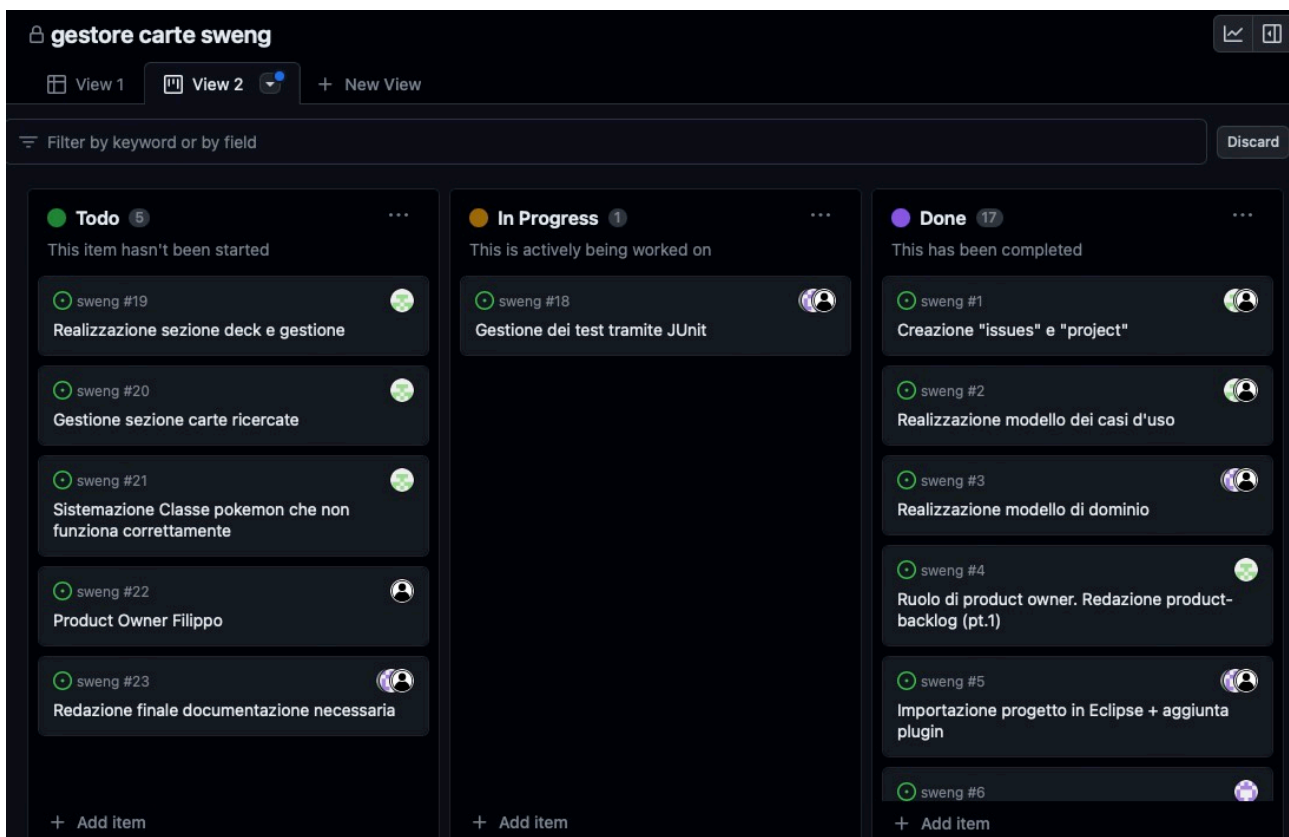 gestore carte sweng
View 1
View 2
New View
Filter by keyword or by field
Discard
Todo 5
This item hasn't been started
sweng #19
Realizzazione sezione deck e gestione
sweng #20
Gestione sezione carte ricercate
sweng #21
Sistemazione Classe pokemon che non
funziona correttamente
sweng #22
Product Owner Filippo
sweng #23
Redazione finale documentazione necessaria
+ Add item
In Progress 1
This is actively being worked on
sweng #18
Gestione dei test tramite JUnit
+ Add item
Done 17
This has been completed
sweng #1
Creazione "issues" e "project"
sweng #2
Realizzazione modello dei casi d'uso
sweng #3
Realizzazione modello di dominio
sweng #4
Ruolo di product owner. Redazione product-
backlog (pt.1)
sweng #5
Importazione progetto in Eclipse + aggiunta
plugin
sweng #6
+ Add item